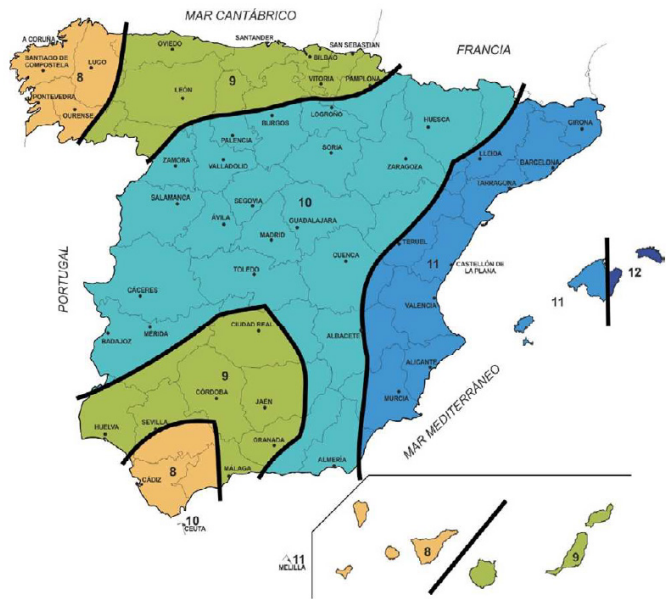 MAR CANTÁBRICO
FRANCIA
A CORUÑA
OVIEDO
SANTANDER
SAN SEBASTIÁN
BILBAO
SANTIAGO DE
COMPOSTELA
LUGO
8
9
VITORIA
PAMPLONA
LEÓN
PONTEVEDRA
OURENSE
BURGOS
LOGROÑO
HUESCA
GIRONA
PALENCIA
SORIA
ZAMORA
VALLADOLID
ZARAGOZA
LLEIDA
BARCELONA
TARRAGURA
SALAMANCA
SEGOVIA
10
ÁVILA
GUADALAJARA
MADRID
TERUEL
PORTUGAL
TOLEDO
CUENCA
11
CASTELLÓN DE
LA PLANA
12
CÁCERES
VALENCIA
11
MÉRIDA
BADAJOZ
CIUDAD REAL
ALBACETE
9
CÓRDOBA
JAÉN
ALICANTE
MURCIA
MAR MEDITERRÁNEO
HUELVA
SEVILLA
GRANADA
8
CÁDIZ
MÁLAGA
ALMERÍA
10
CEUTA
11
MELILLA
8
9